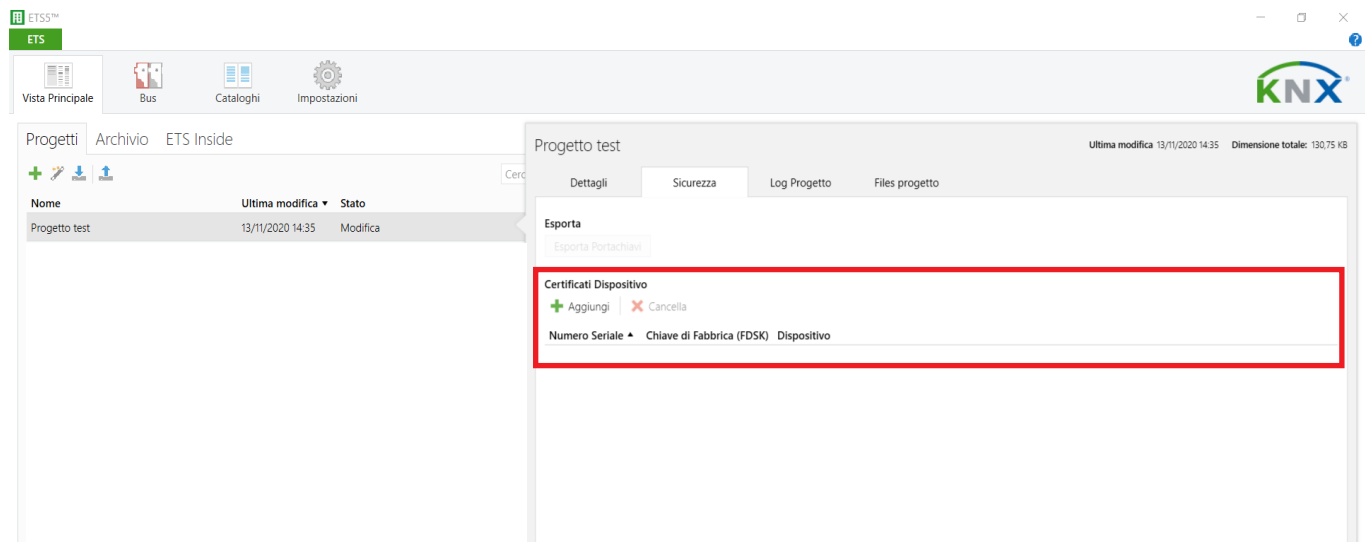 ETS5™
ETS
Vista Principale Bus Cataloghi Impostazioni
KNX®
Progetti Archivio ETS Inside
Cerc
Nome Ultima modifica Stato
Progetto test 13/11/2020 14:35 Modifica
Progetto test Ultima modifica 13/11/2020 14:35 Dimensione totale: 130,75 KB
Dettagli Sicurezza Log Progetto Files progetto
Esporta
Esporta Portachiavi
Certificati Dispositivo
Aggiungi Cancella
Numero Seriale Chiave di Fabbrica (FDSK) Dispositivo